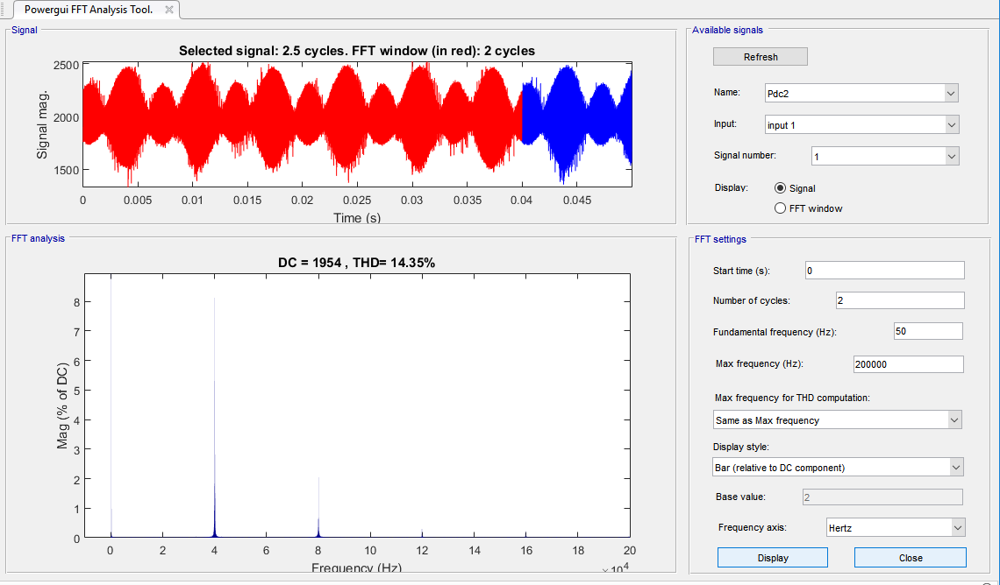 Powergui FFT Analysis Tool.
Signal
Selected signal: 2.5 cycles. FFT window (in red): 2 cycles
2500
2000
1500
Signal mag.
0 0.005 0.01 0.015 0.02 0.025 0.03 0.035 0.04 0.045
Time (s)
FFT analysis
DC = 1954 , THD= 14.35%
8
7
6
5
4
3
2
1
0
Mag (% of DC)
0 2 4 6 8 10 12 14 16 18 20
Frequency (Hz)
×10^4
Available signals
Refresh
Name: Pdc2
Input: input 1
Signal number: 1
Display: Signal
FFT window
FFT settings
Start time (s): 0
Number of cycles: 2
Fundamental frequency (Hz): 50
Max frequency (Hz): 200000
Max frequency for THD computation:
Same as Max frequency
Display style:
Bar (relative to DC component)
Base value: 2
Frequency axis: Hertz
Display Close